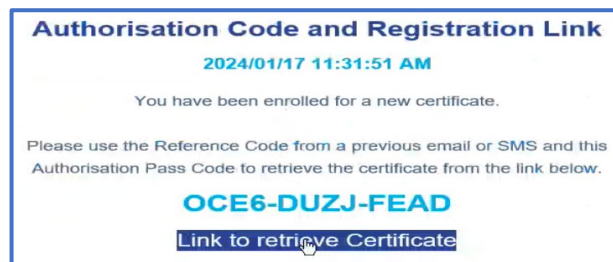 Authorisation Code and Registration Link
2024/01/17 11:31:51 AM
You have been enrolled for a new certificate.
Please use the Reference Code from a previous email or SMS and this
Authorisation Pass Code to retrieve the certificate from the link below.
OCE6-DUZJ-FEAD
Link to retrieve Certificate